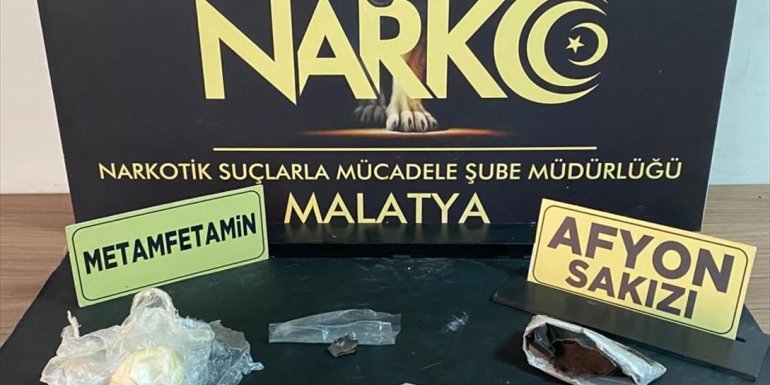 NARKO
NARKOTİK SUÇLARLA MÜCADELE ŞUBE MÜDÜRLÜĞÜ
MALATYA
METAMFETAMİN
AFYON
SAKIZI